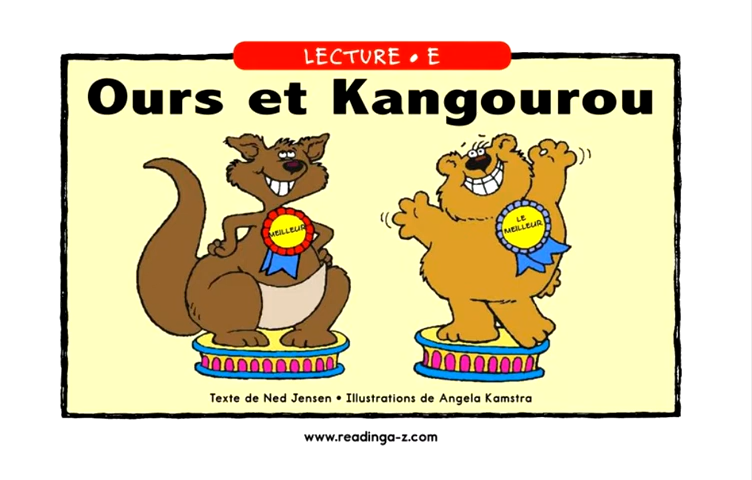 LECTURE • E
Ours et Kangourou
MEILLEUR
LE
MEILLEUR
Texte de Ned Jensen • Illustrations de Angela Kamstra
www.readinga-z.com